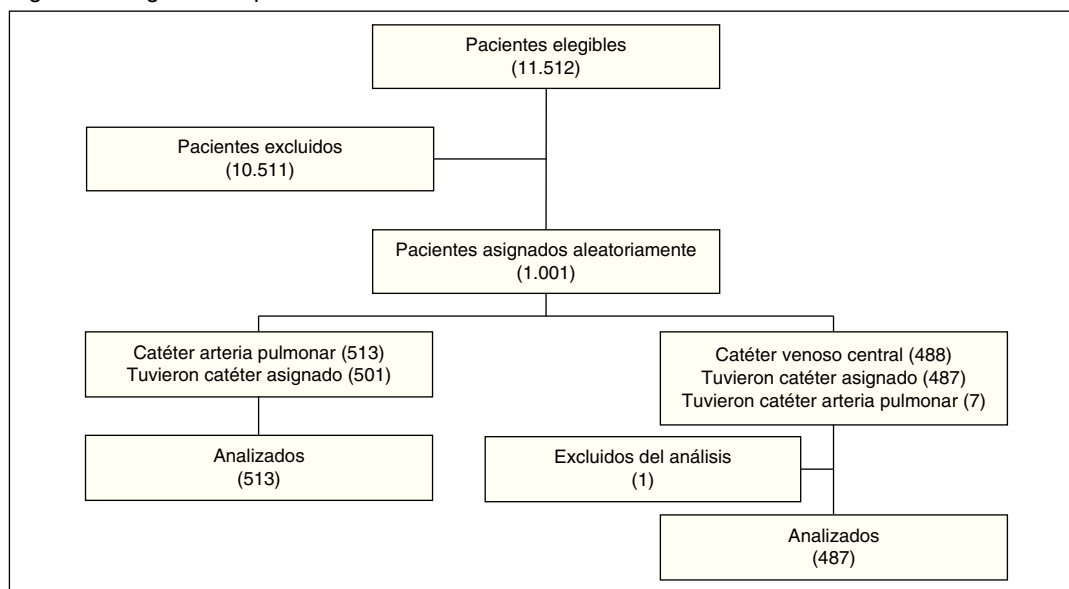 Pacientes elegibles
(11.512)
Pacientes excluidos
(10.511)
Pacientes asignados aleatoriamente
(1.001)
Catéter arteria pulmonar (513)
Tuvieron catéter asignado (501)
Catéter venoso central (488)
Tuvieron catéter asignado (487)
Tuvieron catéter arteria pulmonar (7)
Analizados
(513)
Excluidos del análisis
(1)
Analizados
(487)